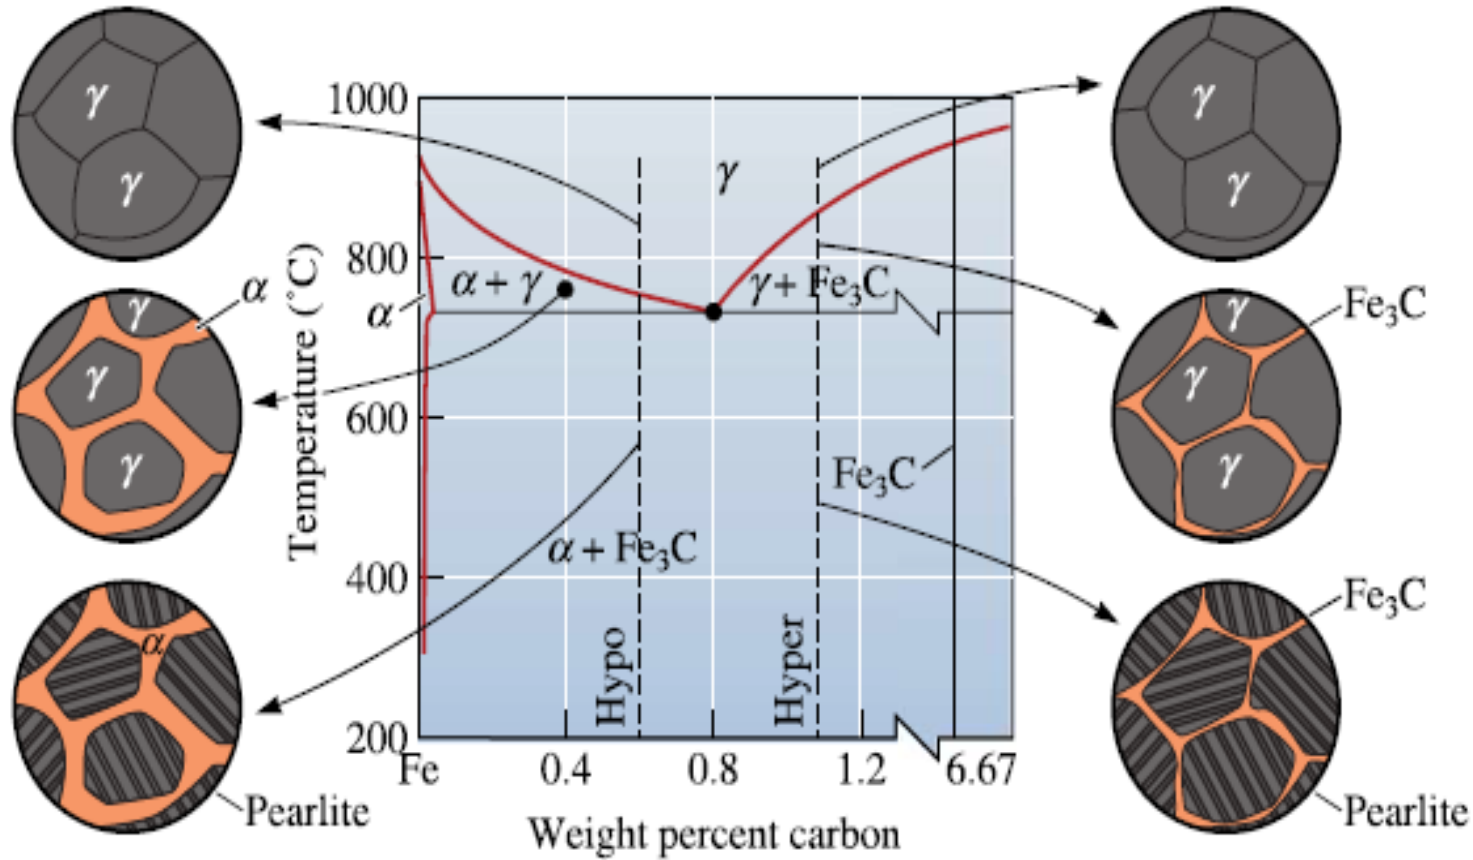 γ
γ
γ
γ
γ
α
γ
γ
α
Pearlite
Temperature (°C)
1000
800
600
400
200
γ
α + γ
γ + Fe₃C
α
Fe₃C
α + Fe₃C
Hypo
Hyper
Fe
0.4
0.8
1.2
6.67
Weight percent carbon
γ
γ
γ
Fe₃C
γ
γ
Fe₃C
Pearlite